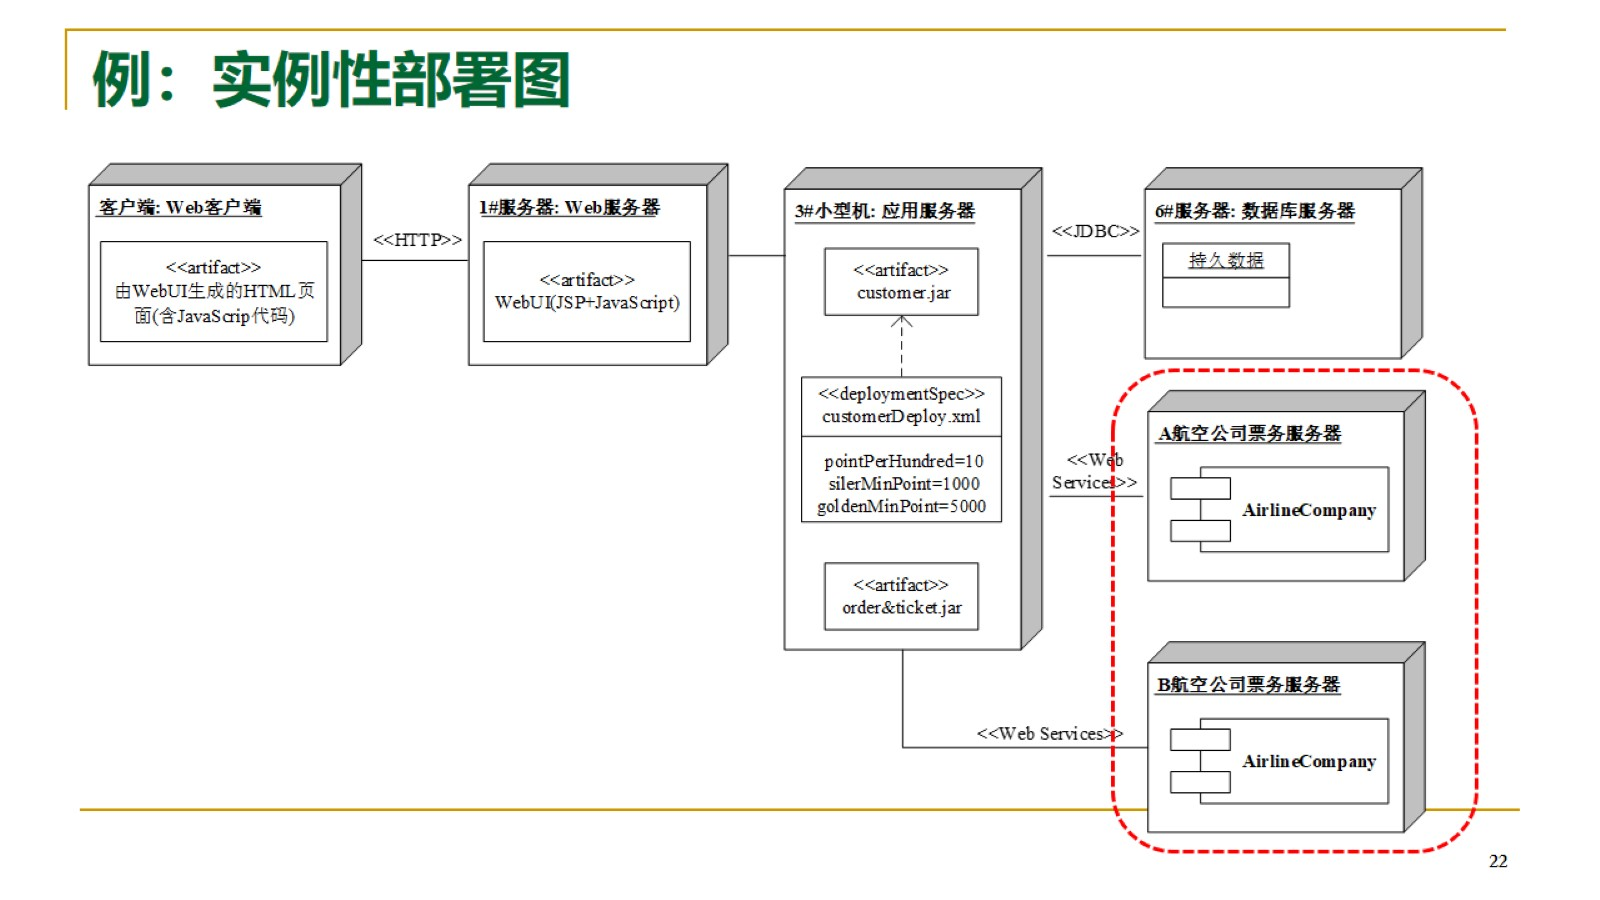 例：实例性部署图
客户端: Web客户端
<<artifact>>
由WebUI生成的HTML页
面(含JavaScrip代码)
<<HTTP>>
1#服务器: Web服务器
<<artifact>>
WebUI(JSP+JavaScript)
3#小型机: 应用服务器
<<artifact>>
customer.jar
<<deploymentSpec>>
customerDeploy.xml
pointPerHundred=10
silerMinPoint=1000
goldenMinPoint=5000
<<artifact>>
order&ticket.jar
<<JDBC>>
6#服务器: 数据库服务器
持久数据
<<Web
Services>>
A航空公司票务服务器
AirlineCompany
<<Web Services>>
B航空公司票务服务器
AirlineCompany
22